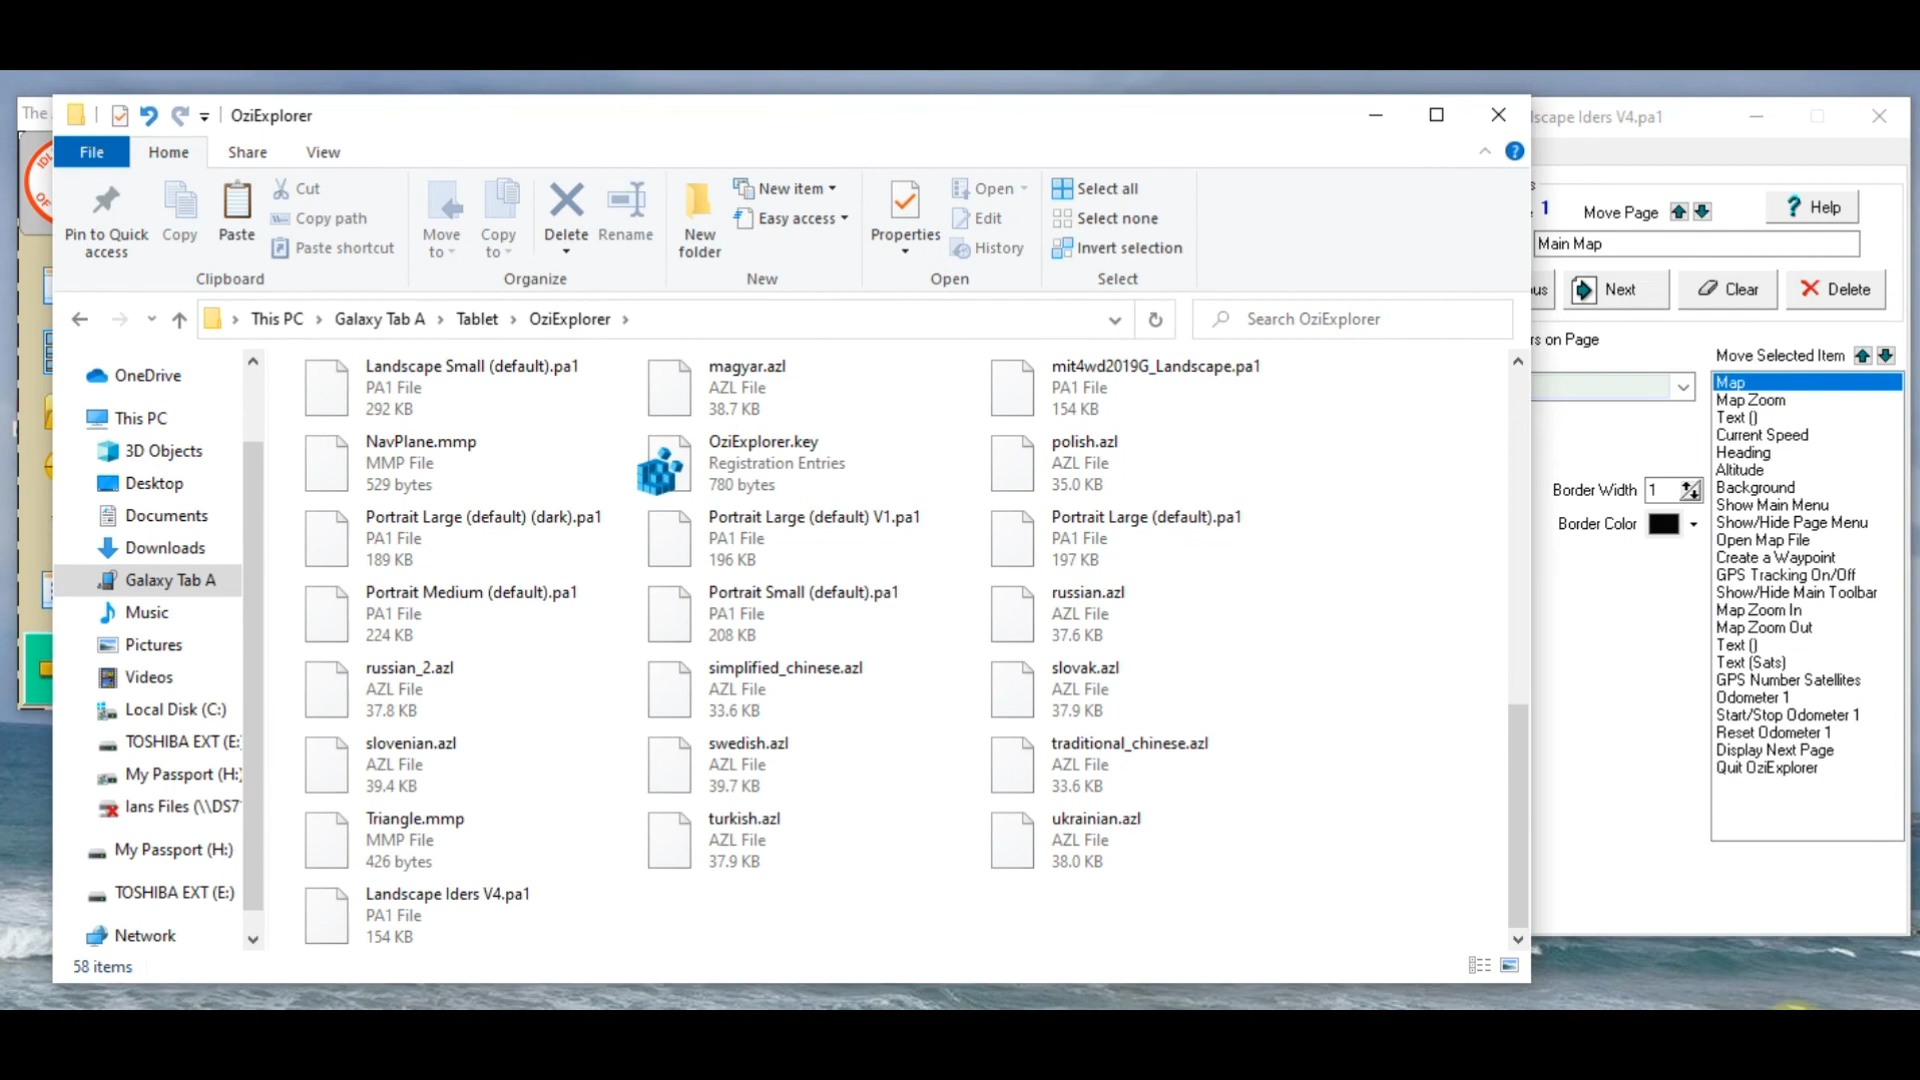 The
OziExplorer
scape Iders V4.pa1
File
Home
Share
View
Pin to Quick access
Copy
Paste
Cut
Copy path
Paste shortcut
Clipboard
Move to
Copy to
Delete
Rename
Organize
New folder
New item
Easy access
New
Properties
Open
Edit
History
Open
Select all
Select none
Invert selection
Select
This PC
Galaxy Tab A
Tablet
OziExplorer
Search OziExplorer
OneDrive
This PC
3D Objects
Desktop
Documents
Downloads
Galaxy Tab A
Music
Pictures
Videos
Local Disk (C:)
TOSHIBA EXT (E:
My Passport (H:)
Ians Files (\\DS7
My Passport (H:)
TOSHIBA EXT (E:)
Network
Landscape Small (default).pa1
PA1 File
292 KB
magyar.azl
AZL File
38.7 KB
mit4wd2019G_Landscape.pa1
PA1 File
154 KB
NavPlane.mmp
MMP File
529 bytes
OziExplorer.key
Registration Entries
780 bytes
polish.azl
AZL File
35.0 KB
Portrait Large (default) (dark).pa1
PA1 File
189 KB
Portrait Large (default) V1.pa1
PA1 File
196 KB
Portrait Large (default).pa1
PA1 File
197 KB
Portrait Medium (default).pa1
PA1 File
224 KB
Portrait Small (default).pa1
PA1 File
208 KB
russian.azl
AZL File
37.6 KB
russian_2.azl
AZL File
37.8 KB
simplified_chinese.azl
AZL File
33.6 KB
slovak.azl
AZL File
37.9 KB
slovenian.azl
AZL File
39.4 KB
swedish.azl
AZL File
39.7 KB
traditional_chinese.azl
AZL File
33.6 KB
Triangle.mmp
MMP File
426 bytes
turkish.azl
AZL File
37.9 KB
ukrainian.azl
AZL File
38.0 KB
Landscape Iders V4.pa1
PA1 File
154 KB
58 items
1
Move Page
Help
Main Map
us
Next
Clear
Delete
rs on Page
Move Selected Item
Border Width 1
Border Color
Map
Map Zoom
Text ()
Current Speed
Heading
Altitude
Background
Show Main Menu
Show/Hide Page Menu
Open Map File
Create a Waypoint
GPS Tracking On/Off
Show/Hide Main Toolbar
Map Zoom In
Map Zoom Out
Text ()
Text (Sats)
GPS Number Satellites
Odometer 1
Start/Stop Odometer 1
Reset Odometer 1
Display Next Page
Quit OziExplorer